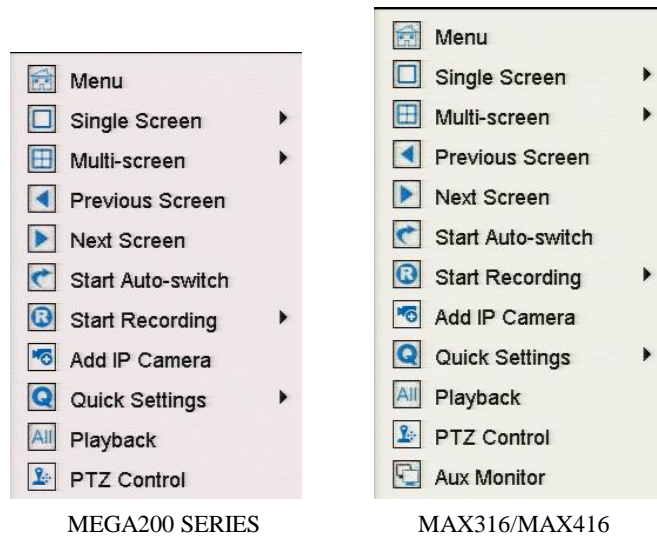 Menu
Single Screen
Multi-screen
Previous Screen
Next Screen
Start Auto-switch
Start Recording
Add IP Camera
Quick Settings
All Playback
PTZ Control
MEGA200 SERIES
Menu
Single Screen
Multi-screen
Previous Screen
Next Screen
Start Auto-switch
R Start Recording
Add IP Camera
Q Quick Settings
All Playback
PTZ Control
Aux Monitor
MAX316/MAX416